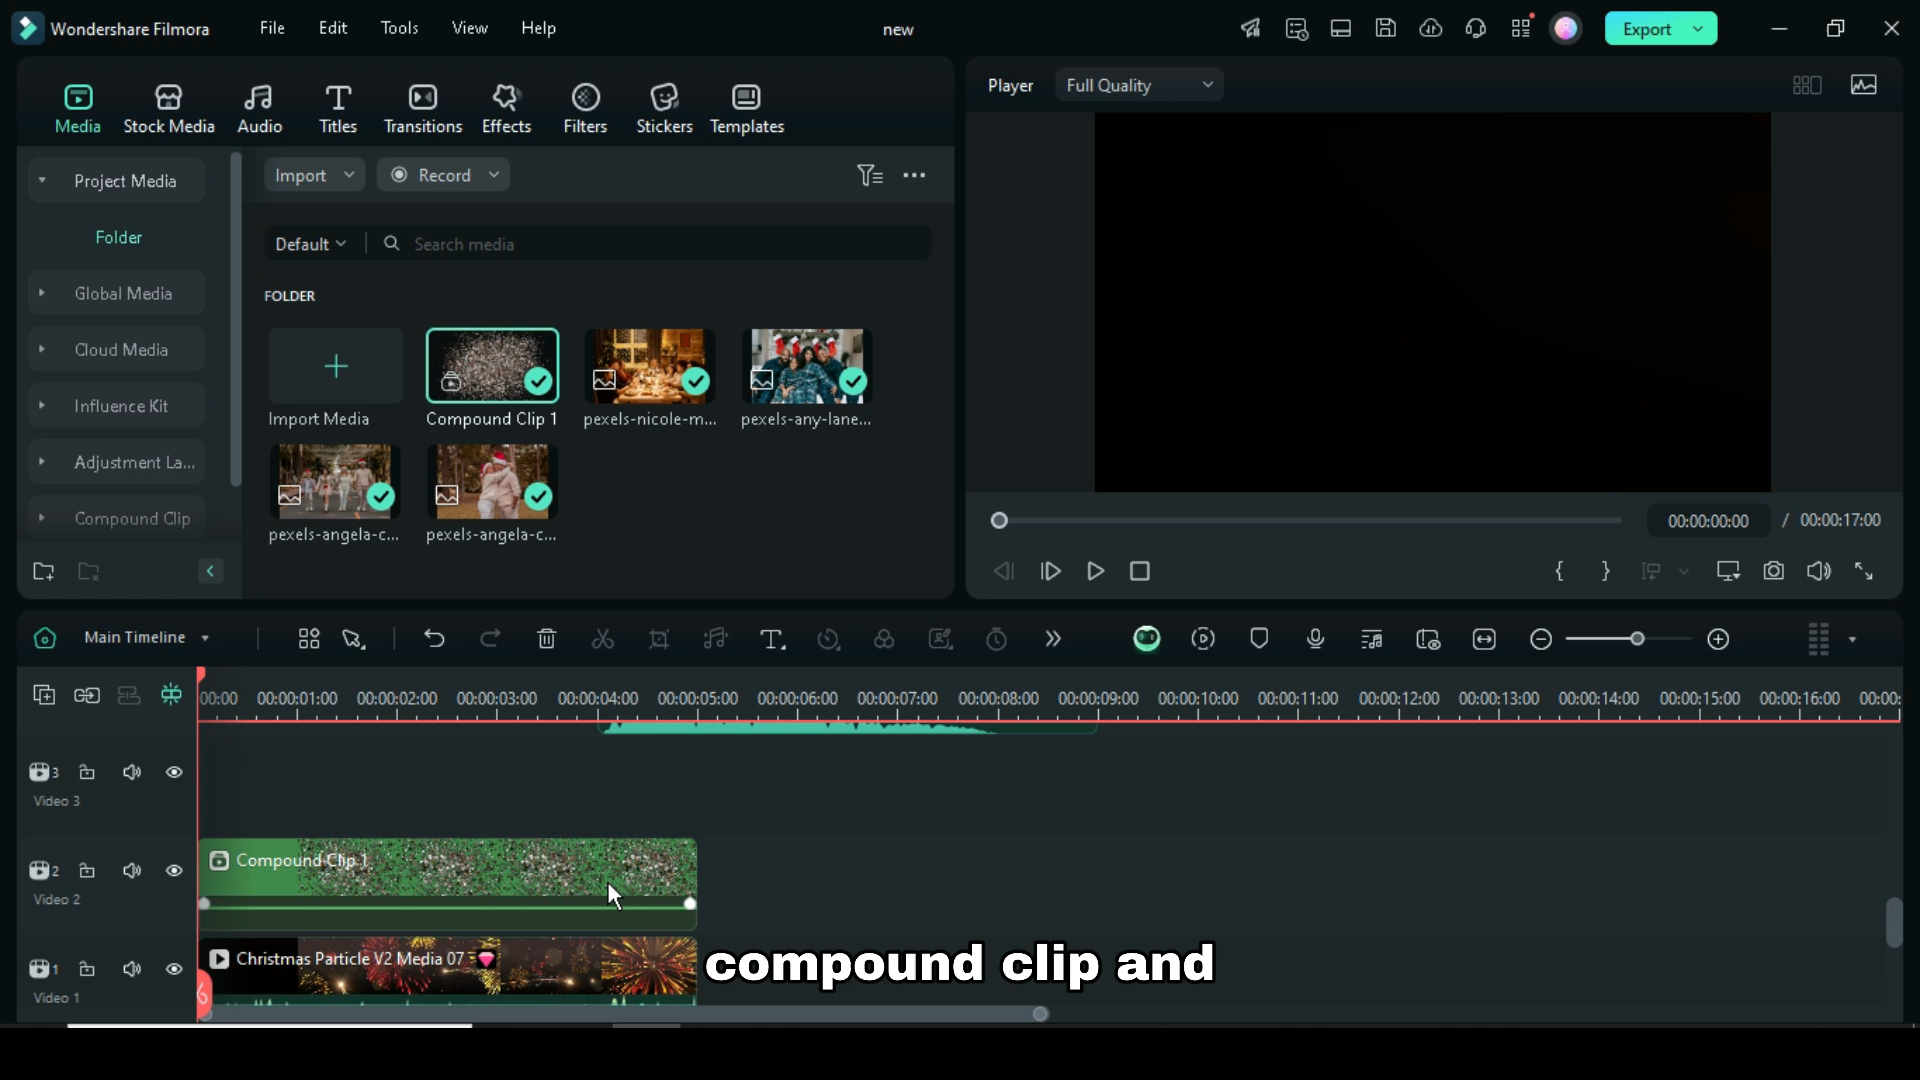 Wondershare Filmora
File
Edit
Tools
View
Help
new
Export
Media
Stock Media
Audio
Titles
Transitions
Effects
Filters
Stickers
Templates
Player
Full Quality
Project Media
Folder
Global Media
Cloud Media
Influence Kit
Adjustment La...
Compound Clip
Import
Record
Default
Search media
FOLDER
Import Media
Compound Clip 1
pexels-nicole-m...
pexels-any-lane...
pexels-angela-c...
pexels-angela-c...
00:00:00:00 / 00:00:17:00
Main Timeline
00:00 00:00:01:00 00:00:02:00 00:00:03:00 00:00:04:00 00:00:05:00 00:00:06:00 00:00:07:00 00:00:08:00 00:00:09:00 00:00:10:00 00:00:11:00 00:00:12:00 00:00:13:00 00:00:14:00 00:00:15:00 00:00:16:00 00:00:
3
Video 3
2
Video 2
Compound Clip 1
1
Video 1
Christmas Particle V2 Media 07 -
compound clip and